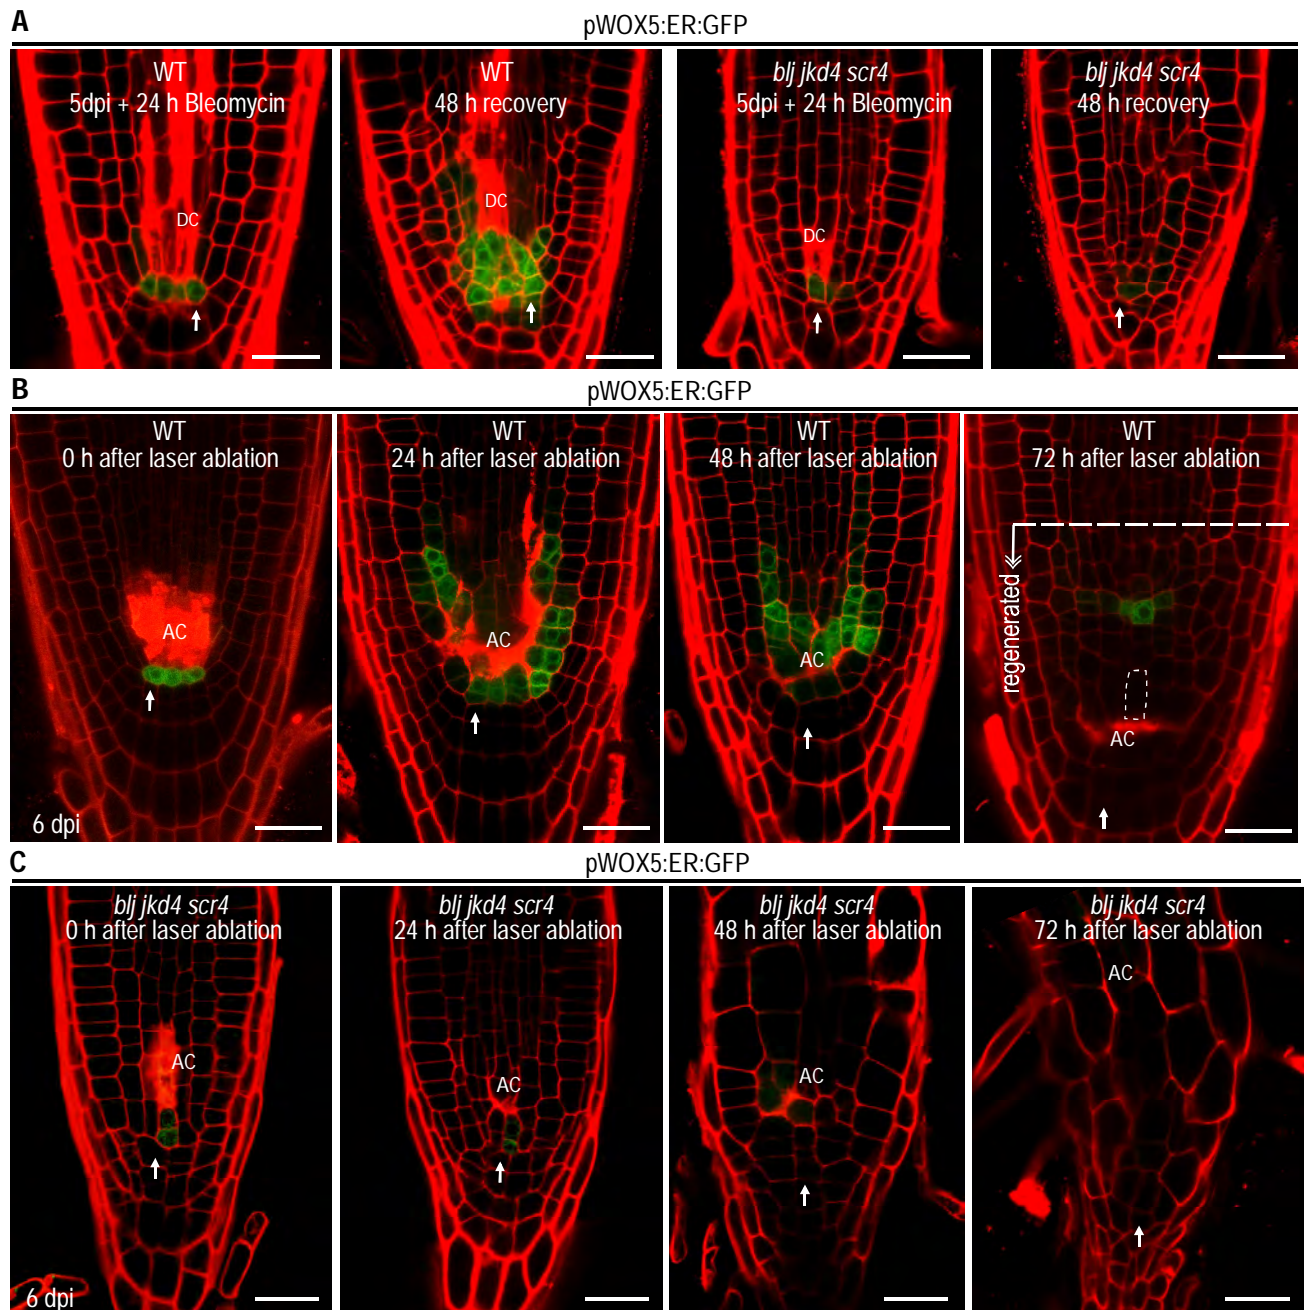 A
pWOX5:ER:GFP
WT
5dpi + 24 h Bleomycin
DC
WT
48 h recovery
DC
blj jkd4 scr4
5dpi + 24 h Bleomycin
DC
blj jkd4 scr4
48 h recovery
B
pWOX5:ER:GFP
WT
0 h after laser ablation
AC
6 dpi
WT
24 h after laser ablation
AC
WT
48 h after laser ablation
AC
WT
72 h after laser ablation
regenerated
AC
C
pWOX5:ER:GFP
blj jkd4 scr4
0 h after laser ablation
AC
6 dpi
blj jkd4 scr4
24 h after laser ablation
AC
blj jkd4 scr4
48 h after laser ablation
AC
blj jkd4 scr4
72 h after laser ablation
AC